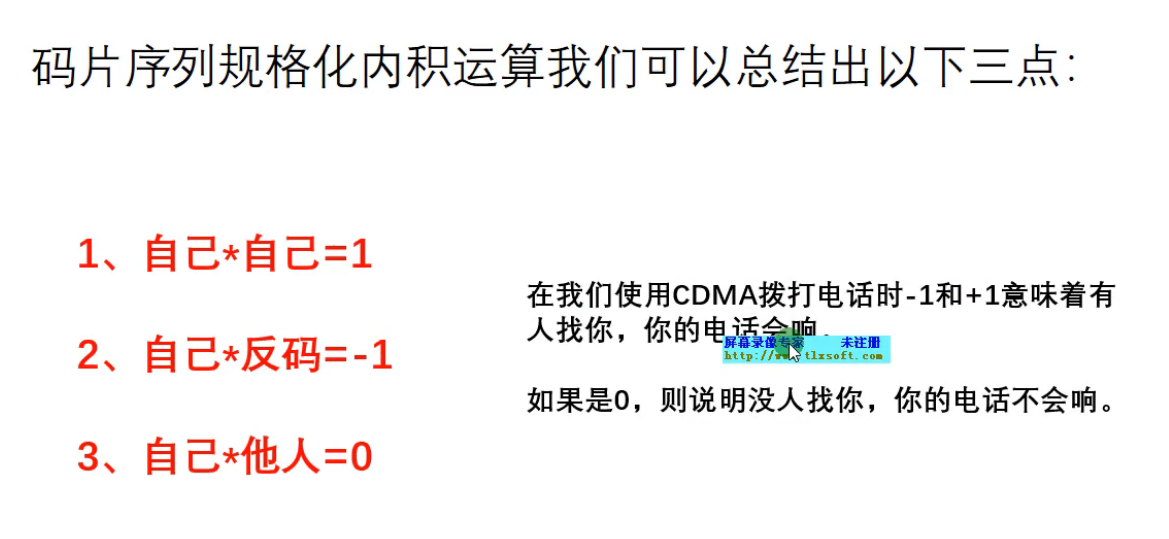 码片序列规格化内积运算我们可以总结出以下三点：
1、自己*自己=1
2、自己*反码=-1
3、自己*他人=0
在我们使用CDMA拨打电话时-1和+1意味着有
人找你，你的电话会响。
屏幕录像专家 未注册
http://www.tlxsoft.com
如果是0，则说明没人找你，你的电话不会响。